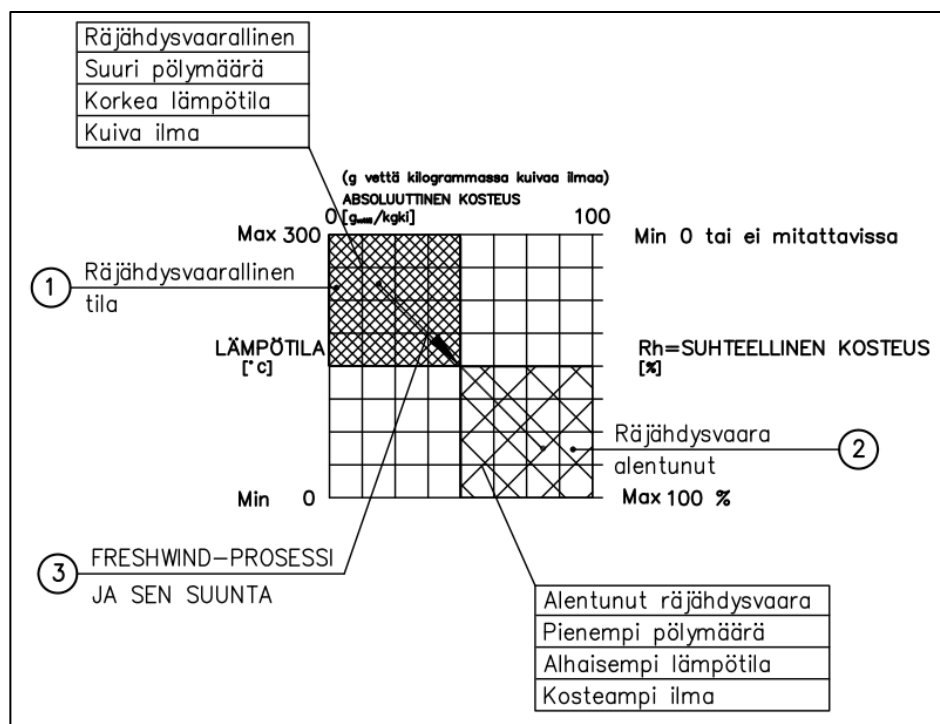 Räjähdysvaarallinen
Suuri pölymäärä
Korkea lämpötila
Kuiva ilma
(g vettä kilogrammassa kuivaa ilmaa)
ABSOLUUTTINEN KOSTEUS
0 [g /kgki] 100
Max 300
Min 0 tai ei mitattavissa
1 Räjähdysvaarallinen
tila
LÄMPÖTILA
[°C]
Rh=SUHTEELLINEN KOSTEUS
[%]
Räjähdysvaara 2
alentunut
Min 0
Max 100 %
3 FRESHWIND-PROSESSI
JA SEN SUUNTA
Alentunut räjähdysvaara
Pienempi pölymäärä
Alhaisempi lämpötila
Kosteampi ilma